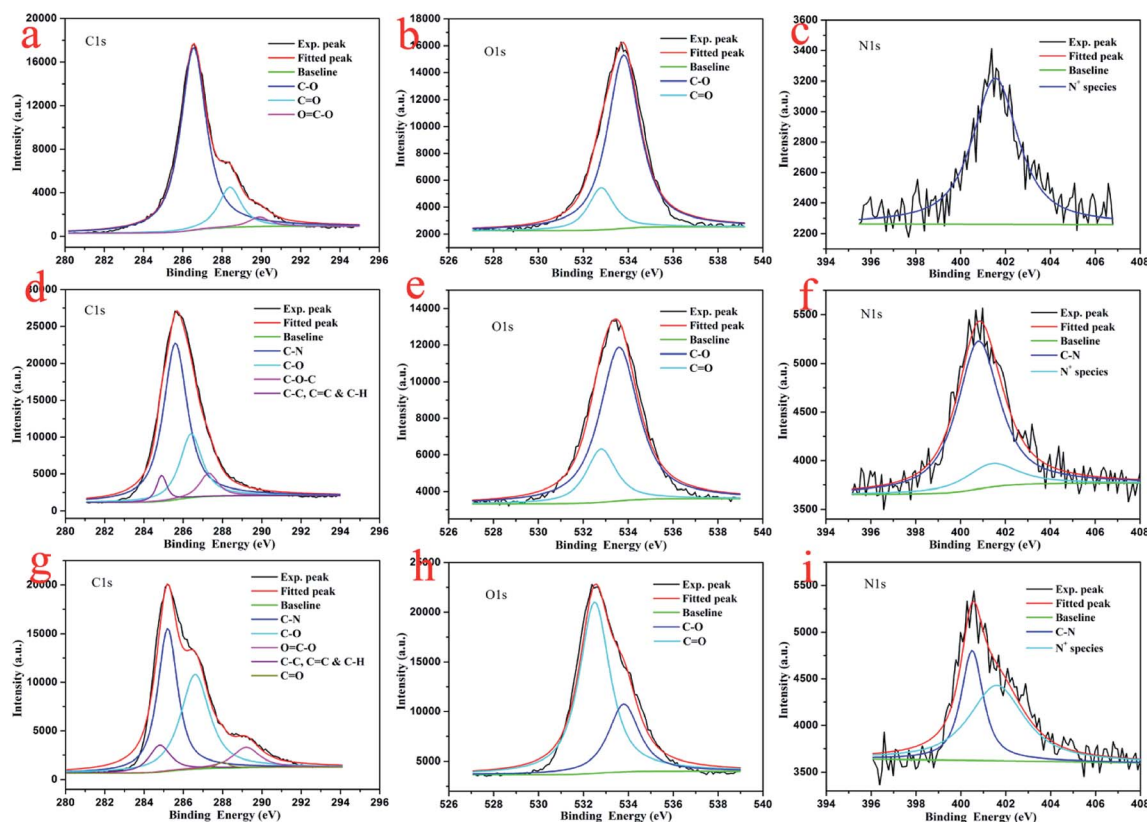 a
C1s
Exp. peak
Fitted peak
Baseline
C-O
C=O
O=C-O
20000
16000
12000
8000
4000
0
Intensity (a.u.)
280 282 284 286 288 290 292 294 296
Binding Energy (eV)
b
O1s
Exp. peak
Fitted peak
Baseline
C-O
C=O
18000
16000
14000
12000
10000
8000
6000
4000
2000
Intensity (a.u.)
526 528 530 532 534 536 538 540
Binding Energy (eV)
c
N1s
Exp. peak
Fitted peak
Baseline
N⁺ species
3600
3400
3200
3000
2800
2600
2400
2200
Intensity (a.u.)
394 396 398 400 402 404 406 408
Binding Energy (eV)
d
C1s
Exp. peak
Fitted peak
Baseline
C-N
C-O
C-O-C
C-C, C=C & C-H
30000
25000
20000
15000
10000
5000
0
Intensity (a.u.)
280 282 284 286 288 290 292 294 296
Binding Energy (eV)
e
O1s
Exp. peak
Fitted peak
Baseline
C-O
C=O
14000
12000
10000
8000
6000
4000
Intensity (a.u.)
526 528 530 532 534 536 538 540
Binding Energy (eV)
f
N1s
Exp. peak
Fitted peak
Baseline
C-N
N⁺ species
5500
5000
4500
4000
3500
Intensity (a.u.)
394 396 398 400 402 404 406 408
Binding Energy (eV)
g
C1s
Exp. peak
Fitted peak
Baseline
C-N
C-O
O=C-O
C-C, C=C & C-H
C=O
20000
15000
10000
5000
0
Intensity (a.u.)
280 282 284 286 288 290 292 294 296
Binding Energy (eV)
h
O1s
Exp. peak
Fitted peak
Baseline
C-O
C=O
25000
20000
15000
10000
5000
Intensity (a.u.)
526 528 530 532 534 536 538 540
Binding Energy (eV)
i
N1s
Exp. peak
Fitted peak
Baseline
C-N
N⁺ species
5500
5000
4500
4000
3500
Intensity (a.u.)
394 396 398 400 402 404 406 408
Binding Energy (eV)